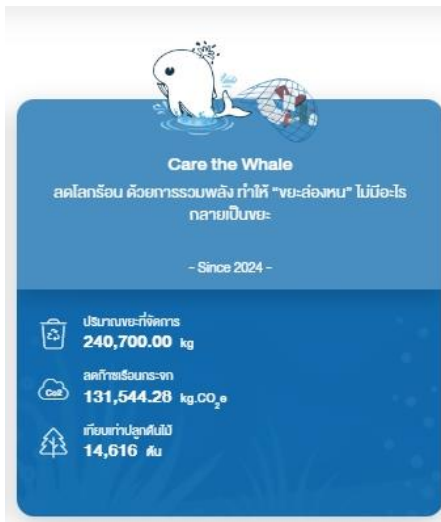 Care the Whale
ลดโลกร้อน ด้วยการรวมพลัง ทำให้ "ขยะล่องหน" ไม่มีอะไร
กลายเป็นขยะ
- Since 2024 -
ปริมาณขยะที่จัดการ
240,700.00 kg
Co2
ลดก๊าซเรือนกระจก
131,544.28 kg.CO₂e
เทียบเท่าปลูกต้นไม้
14,616 ต้น